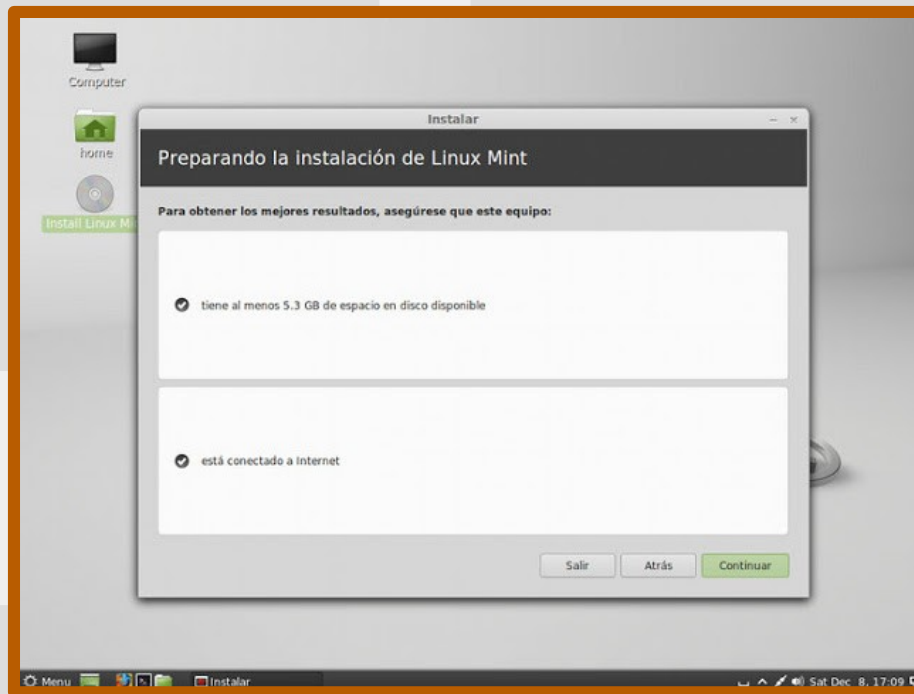 Computer
home
Install Linux Mi
Instalar
Preparando la instalación de Linux Mint
Para obtener los mejores resultados, asegúrese que este equipo:
tiene al menos 5.3 GB de espacio en disco disponible
está conectado a Internet
Salir
Atrás
Continuar
Menu
Instalar
Sat Dec 8, 17:09